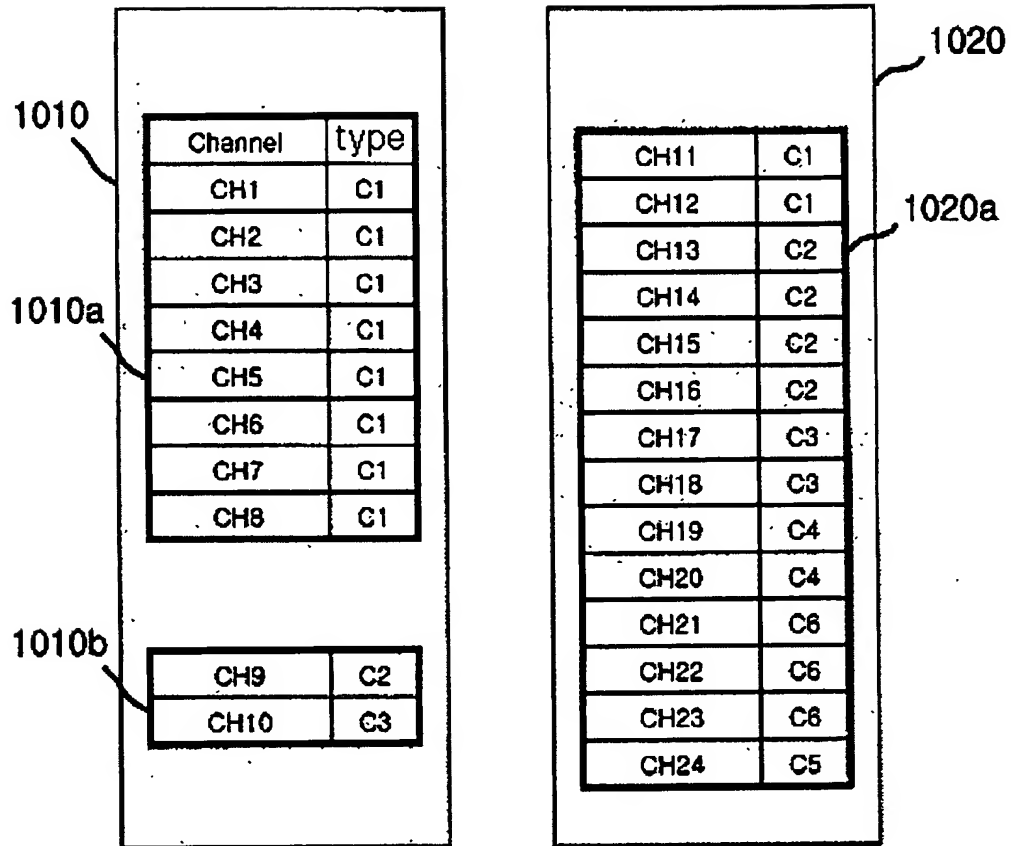 1010
Channel type
CH1 C1
CH2 C1
CH3 C1
1010a
CH4 C1
CH5 C1
CH6 C1
CH7 C1
CH8 C1
1010b
CH9 C2
CH10 C3
1020
CH11 C1
CH12 C1
1020a
CH13 C2
CH14 C2
CH15 C2
CH16 C2
CH17 C3
CH18 C3
CH19 C4
CH20 C4
CH21 C6
CH22 C6
CH23 C6
CH24 C5